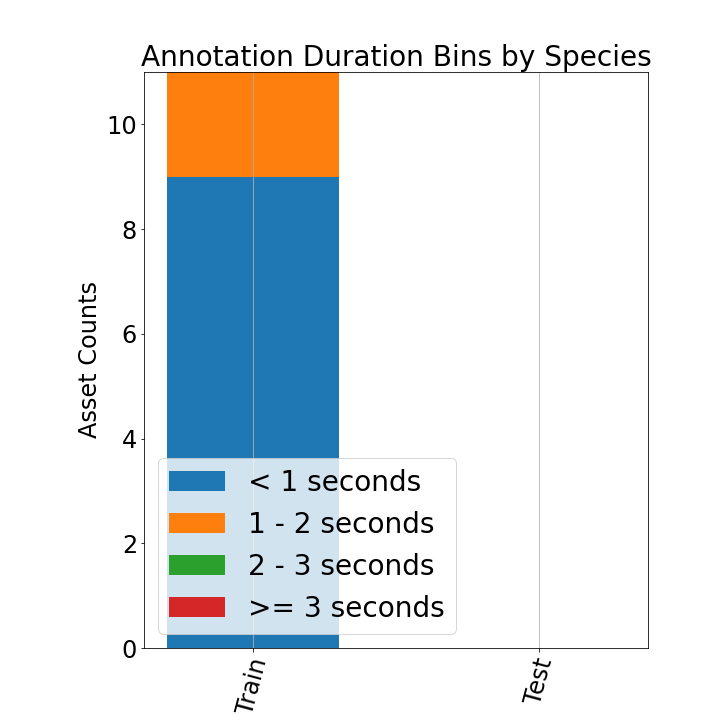 Annotation Duration Bins by Species
10
8
6
4
2
0
Asset Counts
< 1 seconds
1 - 2 seconds
2 - 3 seconds
>= 3 seconds
Train
Test